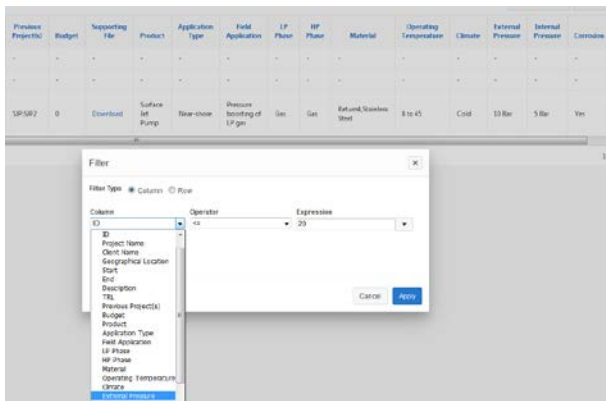 Previous Project(s) Budget Supporting File Product Application Type Field Application LP Phase HP Phase Material Operating Temperature Climate External Pressure Internal Pressure Corrosion
- - - - - - - - - - - - - -
- - - - - - - - - - - - - -
SJP,SJP2 0 Download Surface Jet Pump Near-shore Pressure boosting of LP gas Gas Gas Stainless Steel 8 to 45 Cold 10 Bar 5 Bar Yes
Filter ×
Filter Type Column Row
Column Operator Expression
ID <= 20
ID
Project Name
Client Name
Geographical Location
Start
End
Description
TRL
Previous Project(s)
Budget
Product
Application Type
Field Application
LP Phase
HP Phase
Material
Operating Temperature
Climate
External Pressure
Cancel Apply